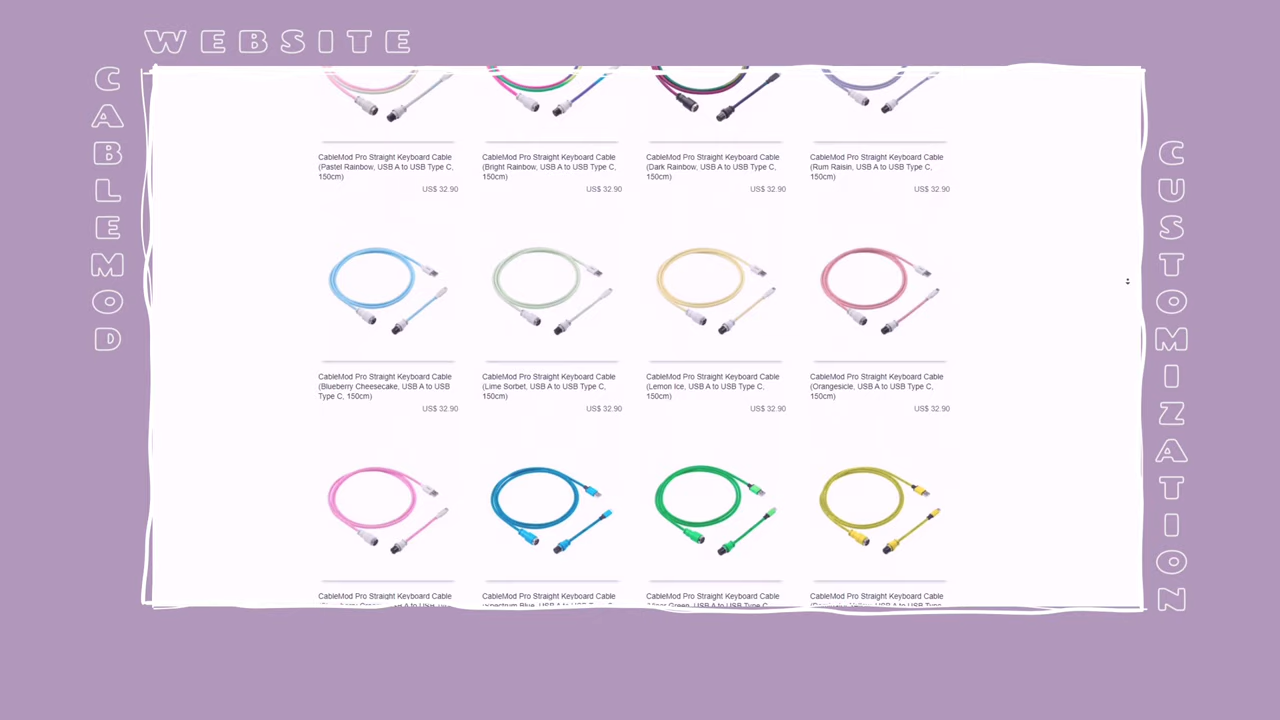 WEBSITE
CABLEMOD
CUSTOMIZATION
CableMod Pro Straight Keyboard Cable
(Pastel Rainbow, USB A to USB Type C,
150cm)
US$ 32.90
CableMod Pro Straight Keyboard Cable
(Bright Rainbow, USB A to USB Type C,
150cm)
US$ 32.90
CableMod Pro Straight Keyboard Cable
(Dark Rainbow, USB A to USB Type C,
150cm)
US$ 32.90
CableMod Pro Straight Keyboard Cable
(Rum Raisin, USB A to USB Type C,
150cm)
US$ 32.90
CableMod Pro Straight Keyboard Cable
(Blueberry Cheesecake, USB A to USB
Type C, 150cm)
US$ 32.90
CableMod Pro Straight Keyboard Cable
(Lime Sorbet, USB A to USB Type C,
150cm)
US$ 32.90
CableMod Pro Straight Keyboard Cable
(Lemon Ice, USB A to USB Type C,
150cm)
US$ 32.90
CableMod Pro Straight Keyboard Cable
(Orangesicle, USB A to USB Type C,
150cm)
US$ 32.90
CableMod Pro Straight Keyboard Cable
CableMod Pro Straight Keyboard Cable
CableMod Pro Straight Keyboard Cable
CableMod Pro Straight Keyboard Cable